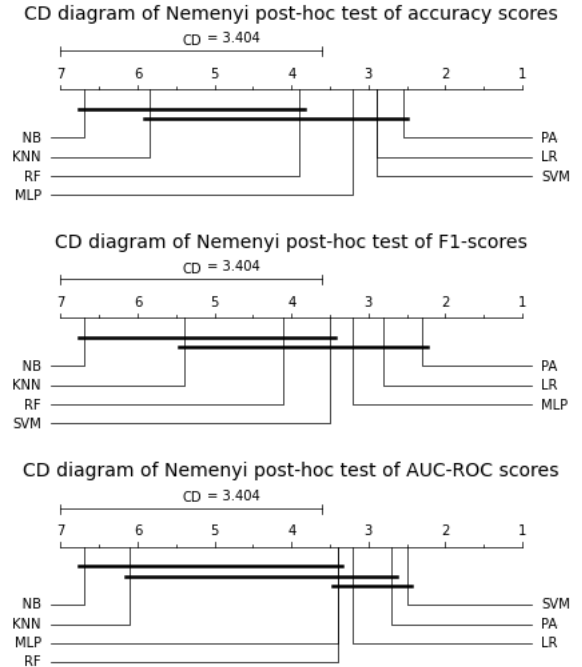 CD diagram of Nemenyi post-hoc test of accuracy scores
CD = 3.404
7 6 5 4 3 2 1
NB PA
KNN LR
RF SVM
MLP
CD diagram of Nemenyi post-hoc test of F1-scores
CD = 3.404
7 6 5 4 3 2 1
NB PA
KNN LR
RF MLP
SVM
CD diagram of Nemenyi post-hoc test of AUC-ROC scores
CD = 3.404
7 6 5 4 3 2 1
NB SVM
KNN PA
MLP LR
RF